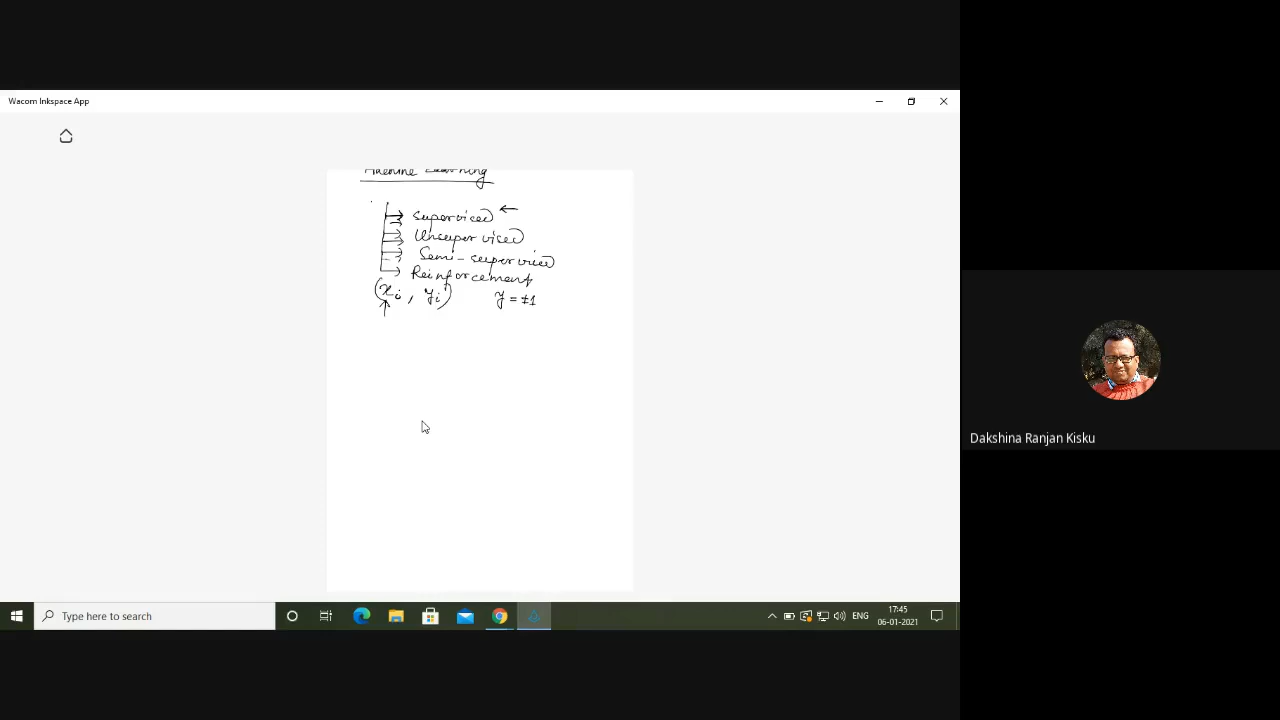 Wacom Inkspace App
Machine Learning
Supervised ←
Unsupervised
Semi-supervised
Reinforcement
(xi, yi) y = ±1
Dakshina Ranjan Kisku
Type here to search
ENG
17:45
06-01-2021